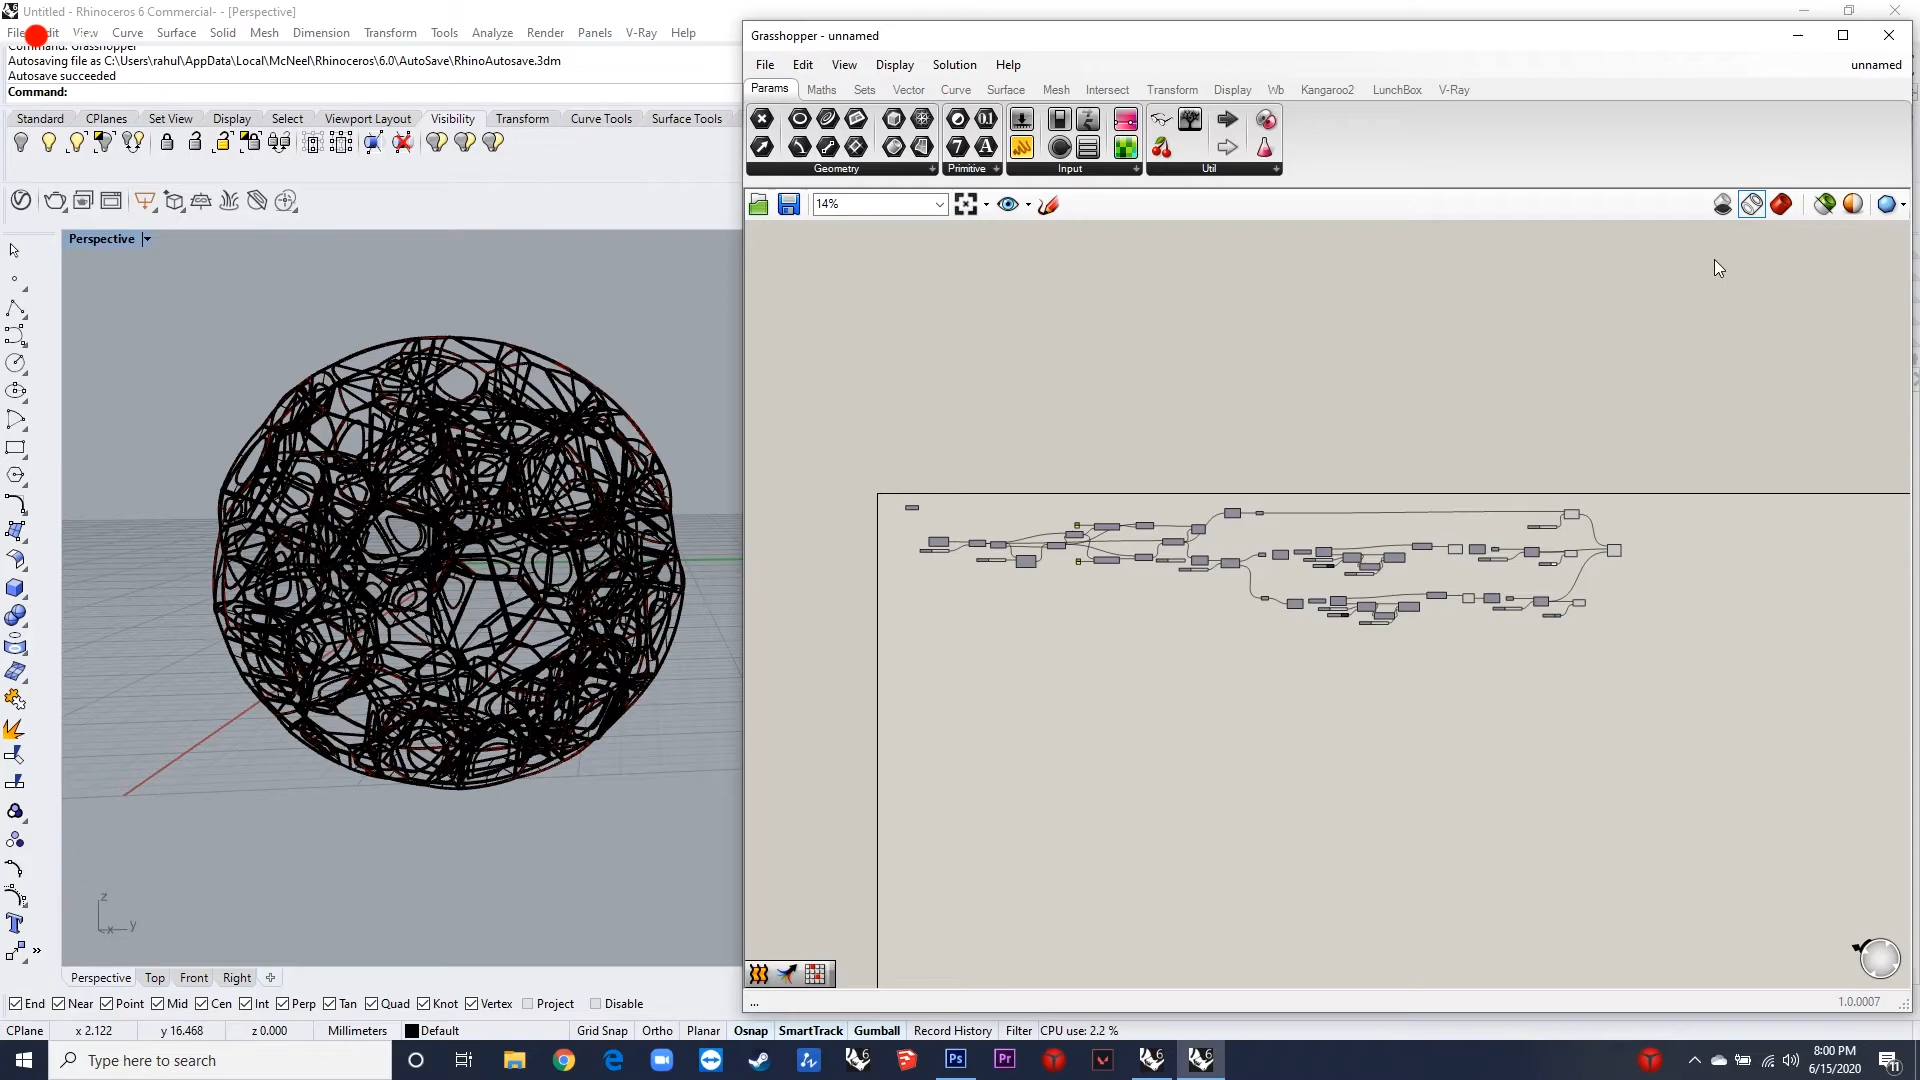 Untitled - Rhinoceros 6 Commercial- - [Perspective]
View Curve Surface Solid Mesh Dimension Transform Tools Analyze Render Panels V-Ray Help
Command: Grasshopper
Autosaving file as C:\Users\rahul\AppData\Local\McNeel\Rhinoceros\6.0\AutoSave\RhinoAutosave.3dm
Autosave succeeded
Command:
Standard CPlanes Set View Display Select Viewport Layout Visibility Transform Curve Tools Surface Tools
Perspective
z
x y
Perspective Top Front Right
End Near Point Mid Cen Int Perp Tan Quad Knot Vertex Project Disable
CPlane x 2.122 y 16.468 z 0.000 Millimeters Default Grid Snap Ortho Planar Osnap SmartTrack Gumball Record History Filter CPU use: 2.2 %
Grasshopper - unnamed
File Edit View Display Solution Help unnamed
Params Maths Sets Vector Curve Surface Mesh Intersect Transform Display Wb Kangaroo2 LunchBox V-Ray
Geometry Primitive Input Util
14%
...
1.0.0007
Type here to search
Ps Pr
8:00 PM
6/15/2020
11